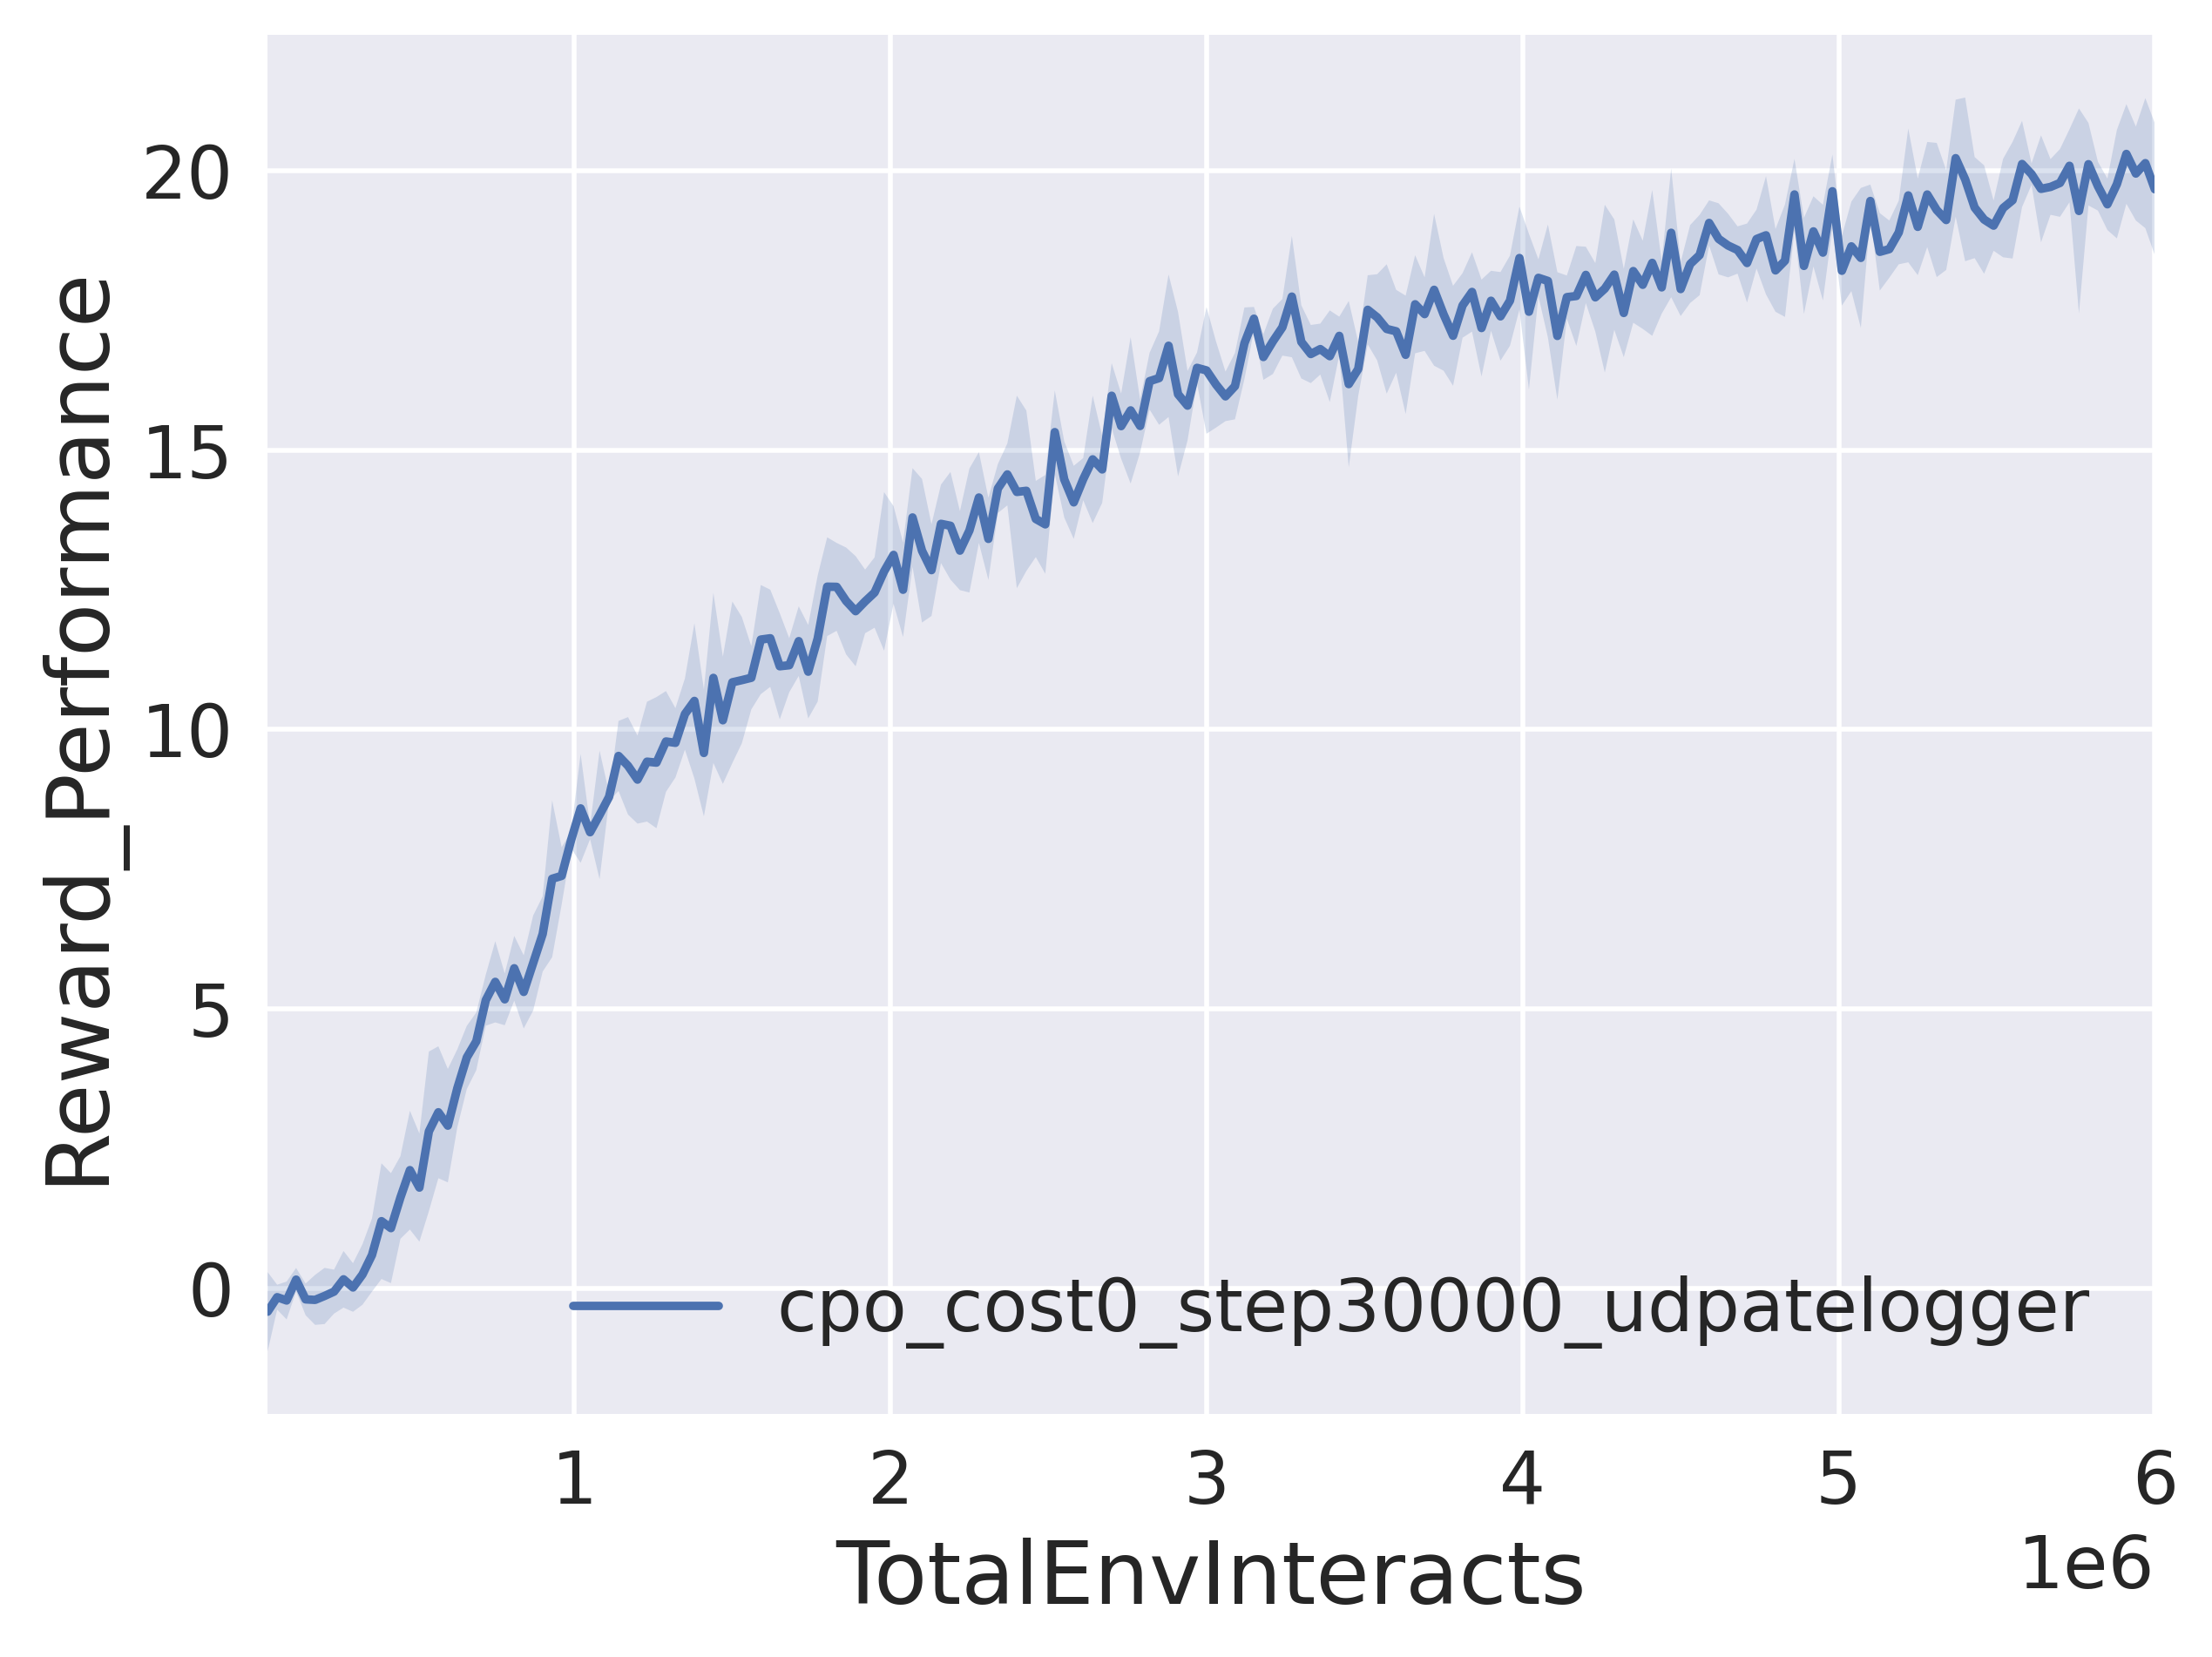 Reward_Performance
20
15
10
5
0
cpo_cost0_step30000_udpatelogger
1 2 3 4 5 6
1e6
TotalEnvInteracts